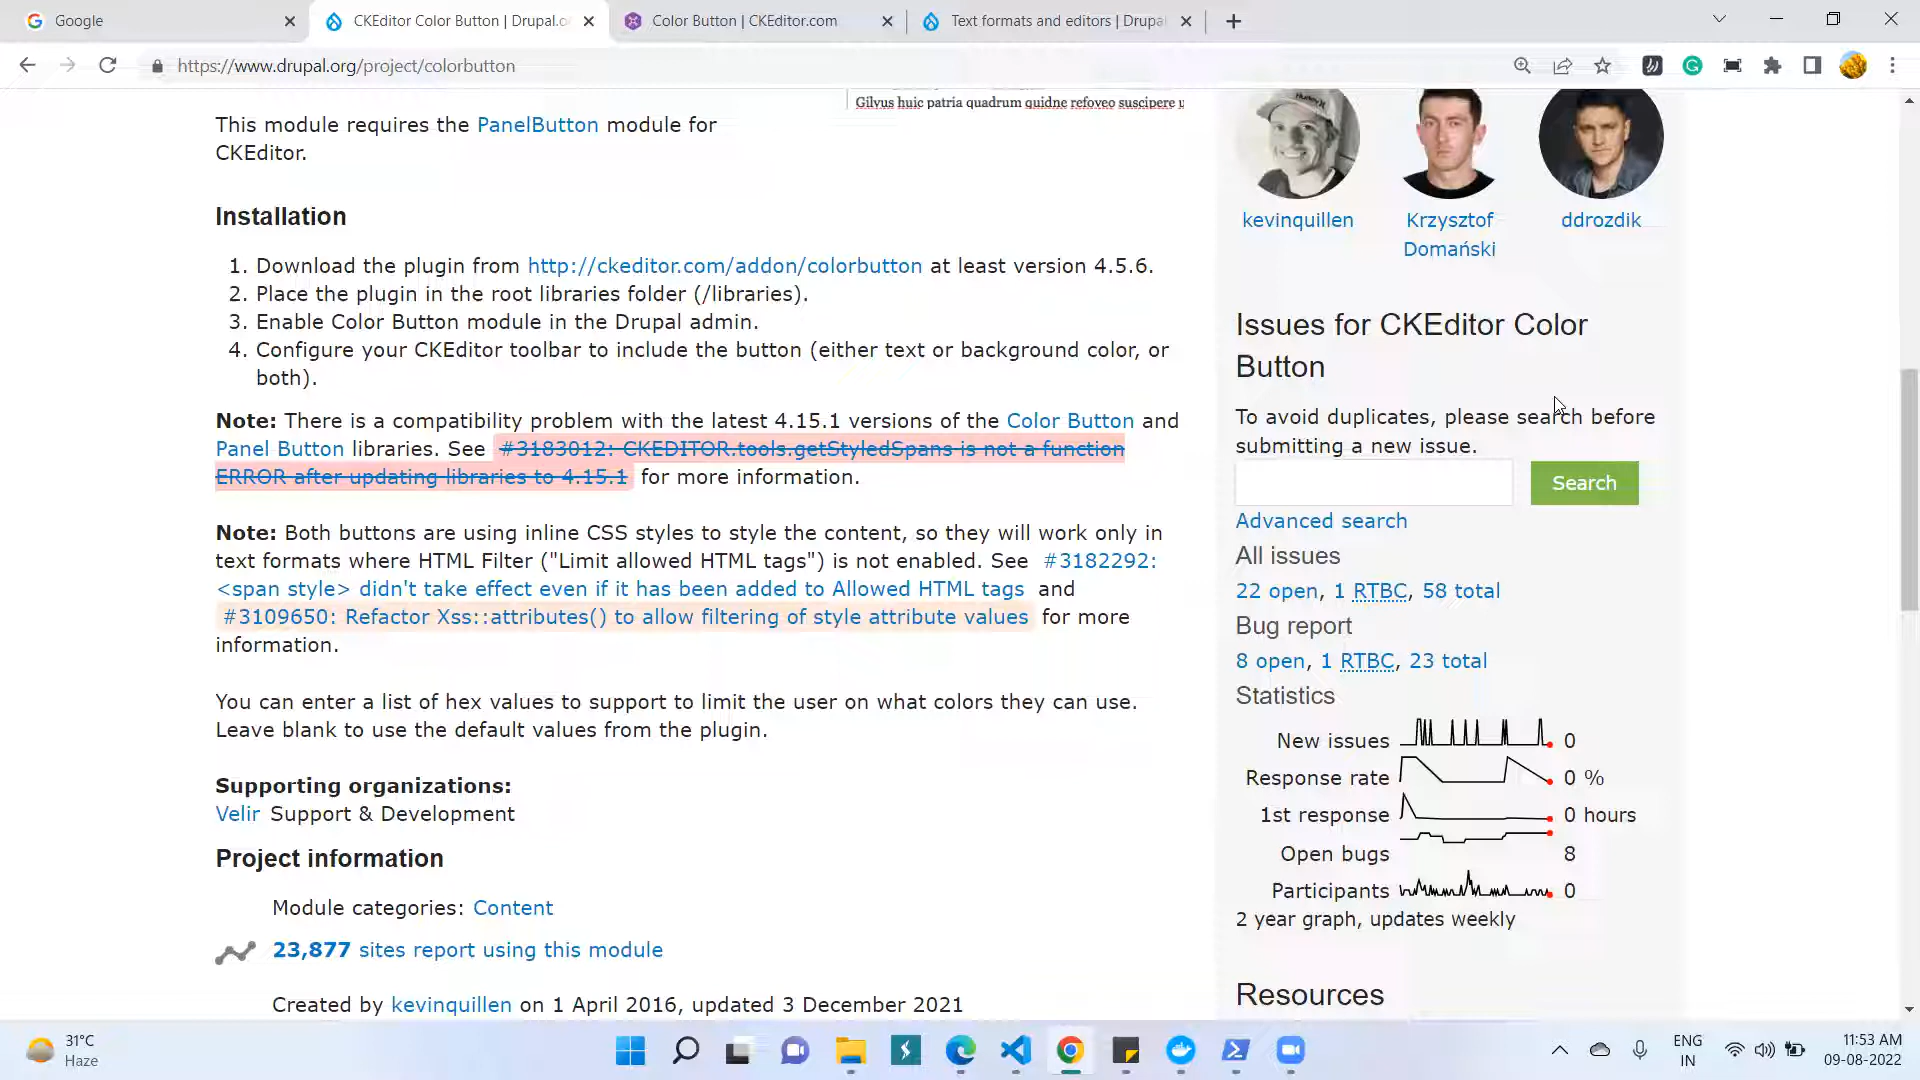 Google
CKEditor Color Button | Drupal.o
Color Button | CKEditor.com
Text formats and editors | Drupal
https://www.drupal.org/project/colorbutton
Gilvus huic patria quadrum quidne refoveo suscipere u
This module requires the PanelButton module for
CKEditor.
Installation
1. Download the plugin from http://ckeditor.com/addon/colorbutton at least version 4.5.6.
2. Place the plugin in the root libraries folder (/libraries).
3. Enable Color Button module in the Drupal admin.
4. Configure your CKEditor toolbar to include the button (either text or background color, or
both).
Note: There is a compatibility problem with the latest 4.15.1 versions of the Color Button and
Panel Button libraries. See #3183012: CKEDITOR.tools.getStyledSpans is not a function
ERROR after updating libraries to 4.15.1 for more information.
Note: Both buttons are using inline CSS styles to style the content, so they will work only in
text formats where HTML Filter ("Limit allowed HTML tags") is not enabled. See #3182292:
<span style> didn't take effect even if it has been added to Allowed HTML tags and
#3109650: Refactor Xss::attributes() to allow filtering of style attribute values for more
information.
You can enter a list of hex values to support to limit the user on what colors they can use.
Leave blank to use the default values from the plugin.
Supporting organizations:
Velir Support & Development
Project information
Module categories: Content
23,877 sites report using this module
Created by kevinquillen on 1 April 2016, updated 3 December 2021
kevinquillen
Krzysztof
Domański
ddrozdik
Issues for CKEditor Color
Button
To avoid duplicates, please search before
submitting a new issue.
Search
Advanced search
All issues
22 open, 1 RTBC, 58 total
Bug report
8 open, 1 RTBC, 23 total
Statistics
New issues 0
Response rate 0 %
1st response 0 hours
Open bugs 8
Participants 0
2 year graph, updates weekly
Resources
31°C
Haze
ENG
IN
11:53 AM
09-08-2022